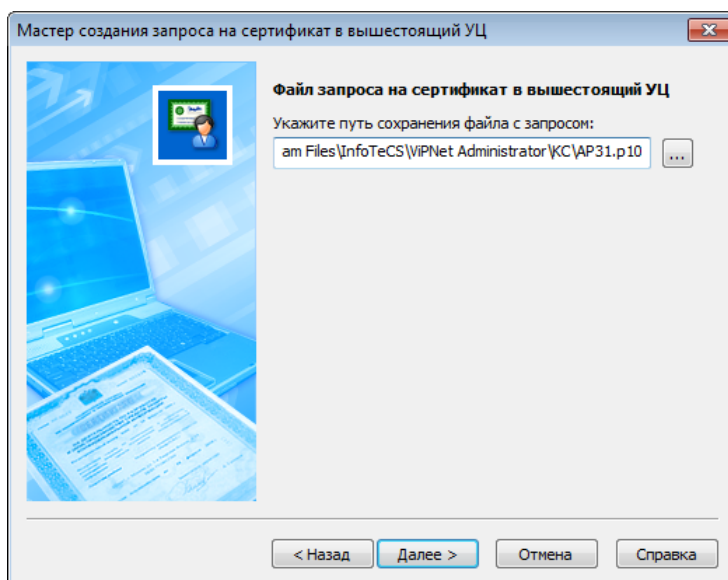 Мастер создания запроса на сертификат в вышестоящий УЦ
Файл запроса на сертификат в вышестоящий УЦ
Укажите путь сохранения файла с запросом:
am Files\InfoTeCS\ViPNet Administrator\KC\AP31.p10
...
< Назад
Далее >
Отмена
Справка